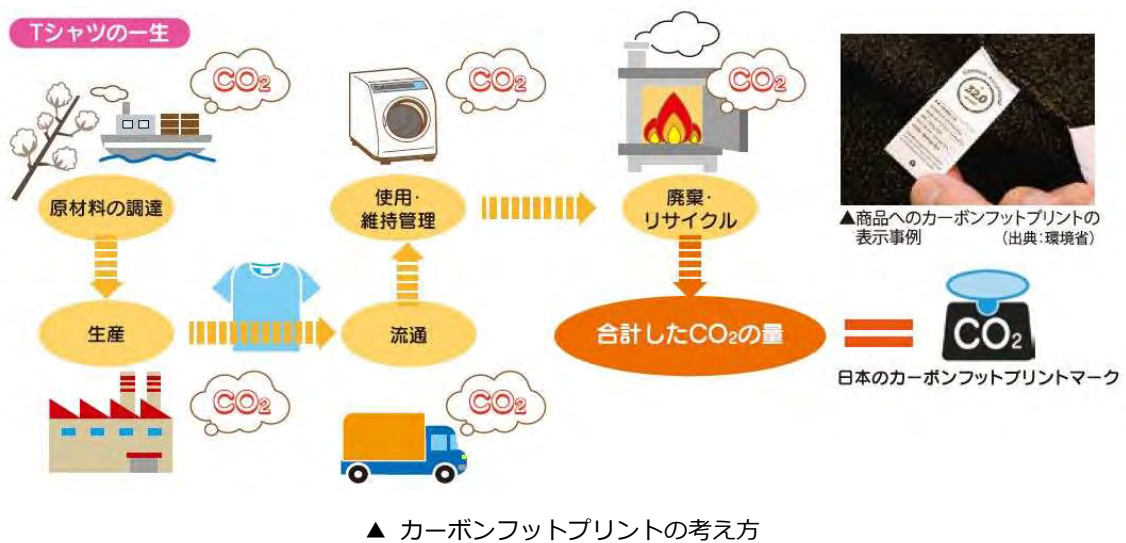 Tシャツの一生
CO₂
CO₂
CO₂
原材料の調達
使用・
維持管理
廃棄・
リサイクル
▲商品へのカーボンフットプリントの
表示事例 (出典:環境省)
生産
流通
合計したCO₂の量
CO₂
日本のカーボンフットプリントマーク
CO₂
CO₂
▲ カーボンフットプリントの考え方